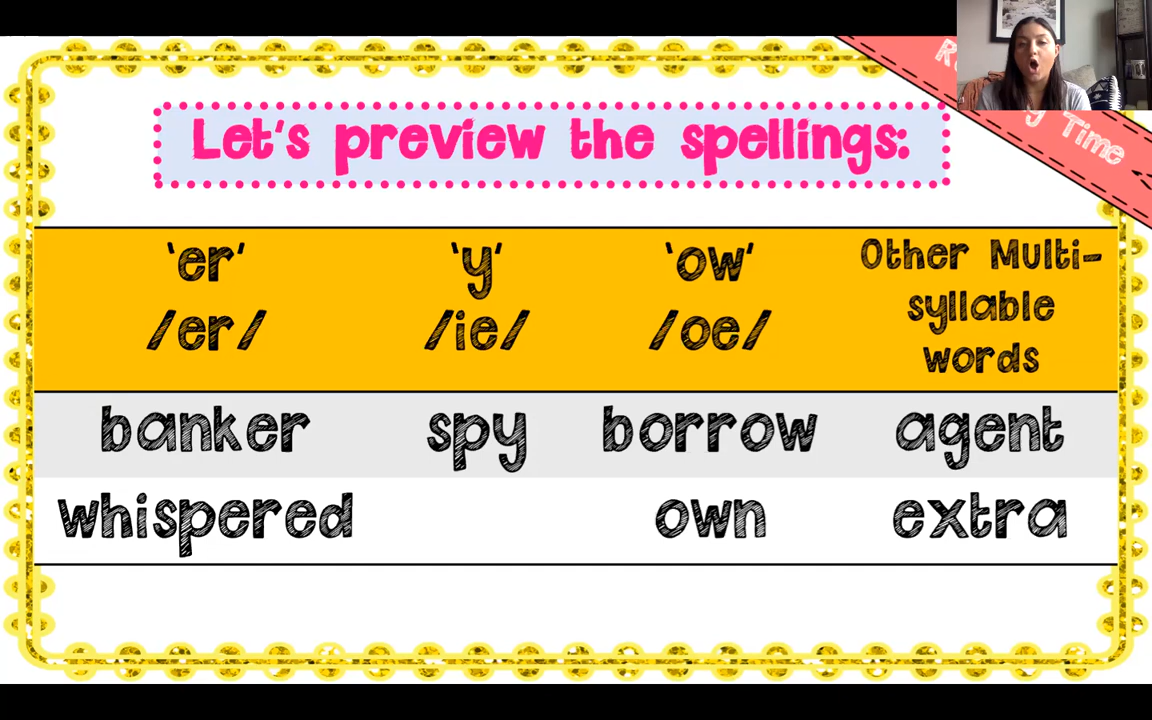 Let's preview the spellings:
Time
'er' 'y' 'ow' Other Multi-
/er/ /ie/ /oe/ syllable
words
banker spy borrow agent
whispered own extra